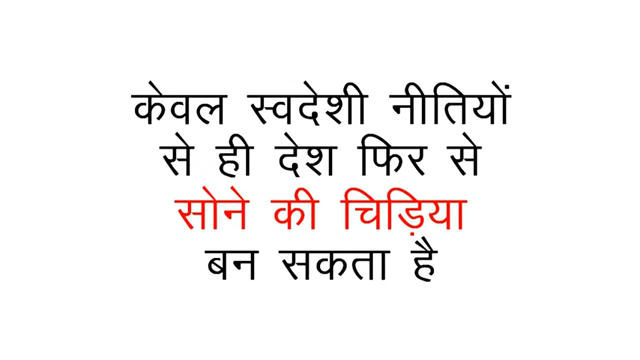 केवल स्वदेशी नीतियों
से ही देश फिर से
सोने की चिड़िया
बन सकता है